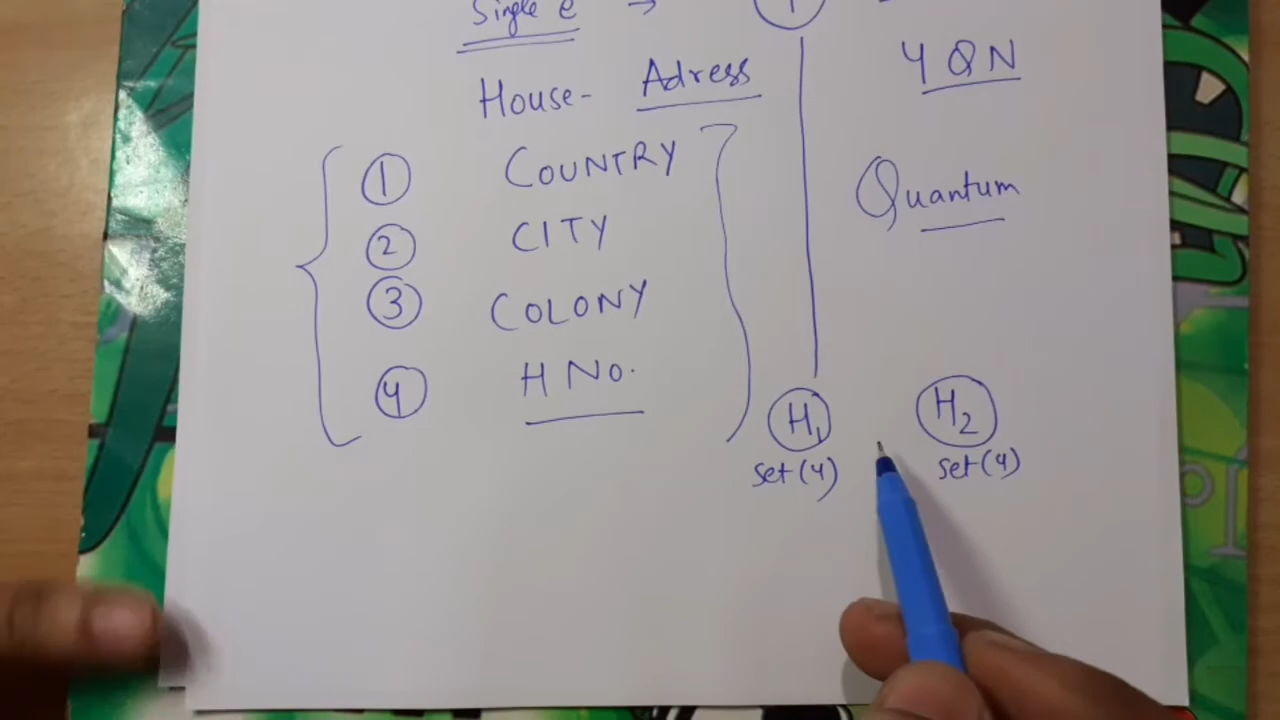 Single e →
House- Adress
4 QN
1 COUNTRY
2 CITY
3 COLONY
4 H No.
Quantum
H1
set(4)
H2
set(4)